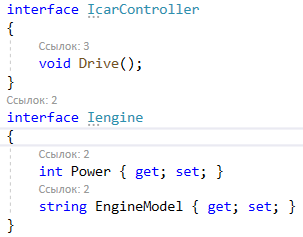 interface IcarController
{
Ссылок: 3
void Drive();
}
Ссылок: 2
interface Iengine
{
Ссылок: 2
int Power { get; set; }
Ссылок: 2
string EngineModel { get; set; }
}